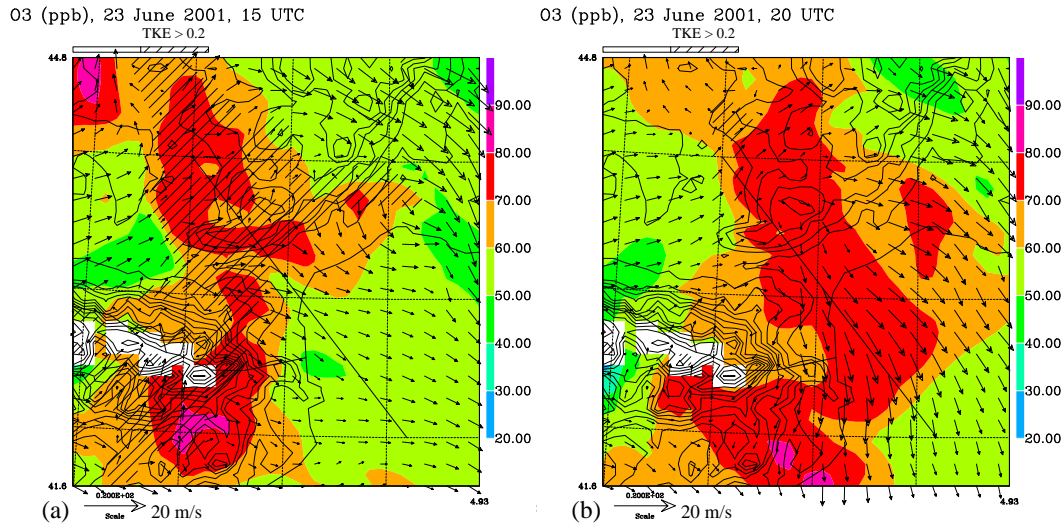 O3 (ppb), 23 June 2001, 15 UTC
TKE > 0.2
44.8
90.00
80.00
70.00
60.00
50.00
40.00
30.00
20.00
41.6
4.93
(a)
0.200E+02
Scale
20 m/s
O3 (ppb), 23 June 2001, 20 UTC
TKE > 0.2
44.8
90.00
80.00
70.00
60.00
50.00
40.00
30.00
20.00
41.6
4.93
(b)
0.200E+02
Scale
20 m/s